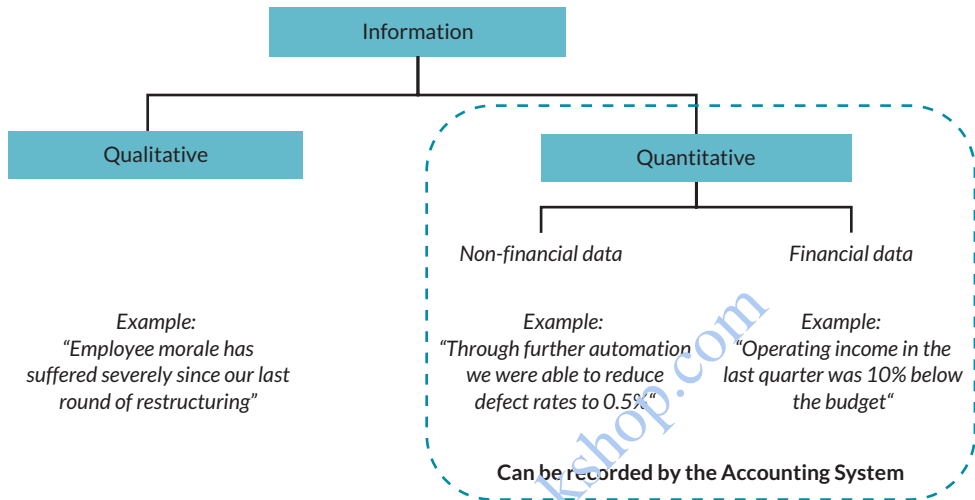 Information
Qualitative
Quantitative
Non-financial data
Financial data
Example:
“Employee morale has
suffered severely since our last
round of restructuring”
Example:
“Through further automation
we were able to reduce
defect rates to 0.5%“
Example:
“Operating income in the
last quarter was 10% below
the budget“
Can be recorded by the Accounting System
kshop.com